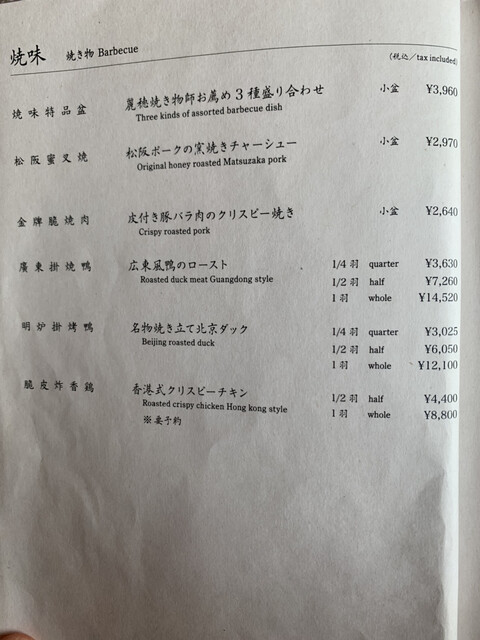 焼味 焼き物 Barbecue
(税込/tax included)
焼味特品盆 麗穂焼き物師お薦め3種盛り合わせ 小盆 ¥3,960
Three kinds of assorted barbecue dish
松阪蜜叉焼 松阪ポークの窯焼きチャーシュー 小盆 ¥2,970
Original honey roasted Matsuzaka pork
金牌脆焼肉 皮付き豚バラ肉のクリスピー焼き 小盆 ¥2,640
Crispy roasted pork
廣東掛焼鴨 広東風鴨のロースト 1/4羽 quarter ¥3,630
Roasted duck meat Guangdong style 1/2羽 half ¥7,260
1羽 whole ¥14,520
明炉掛烤鴨 名物焼き立て北京ダック 1/4羽 quarter ¥3,025
Beijing roasted duck 1/2羽 half ¥6,050
1羽 whole ¥12,100
脆皮炸香鶏 香港式クリスピーチキン 1/2羽 half ¥4,400
Roasted crispy chicken Hong kong style 1羽 whole ¥8,800
※要予約